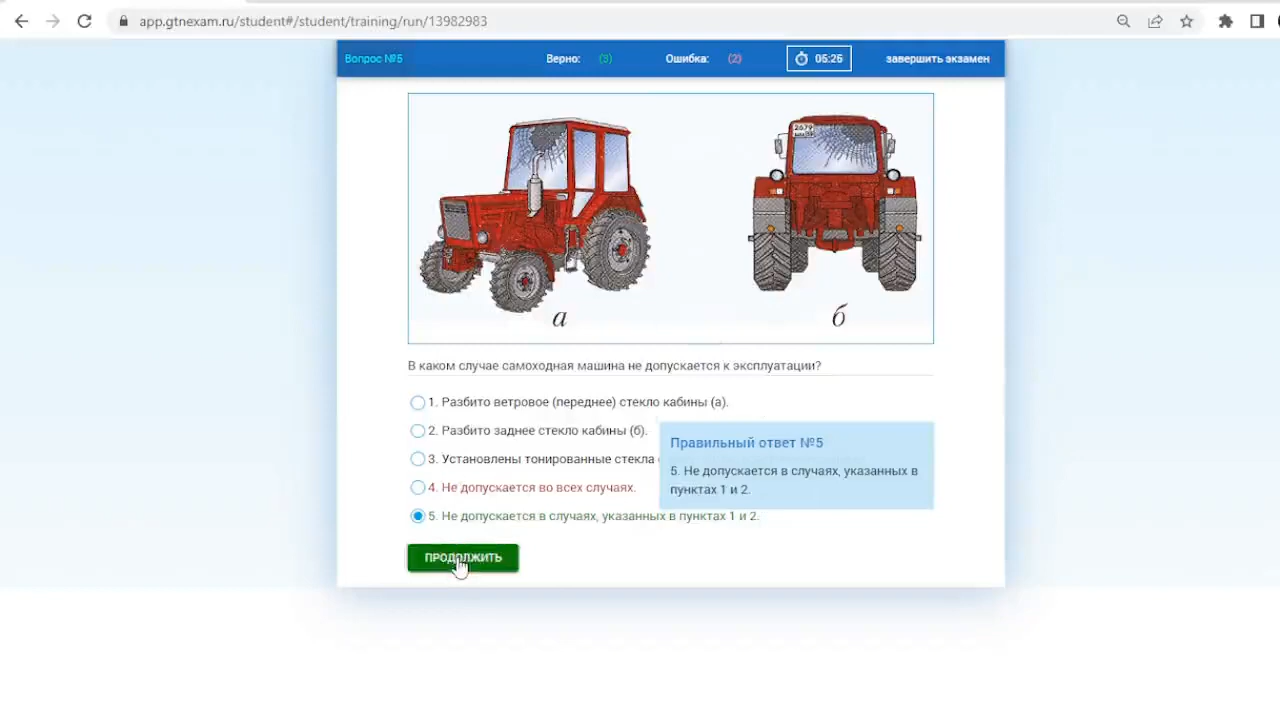 app.gtnexam.ru/student#/student/training/run/13982983
Вопрос №5 Верно: (3) Ошибка: (2) 05:26 завершить экзамен
2679
а б
В каком случае самоходная машина не допускается к эксплуатации?
1. Разбито ветровое (переднее) стекло кабины (а).
2. Разбито заднее стекло кабины (б).
3. Установлены тонированные стекла
4. Не допускается во всех случаях.
5. Не допускается в случаях, указанных в пунктах 1 и 2.
Правильный ответ №5
5. Не допускается в случаях, указанных в
пунктах 1 и 2.
ПРОДОЛЖИТЬ